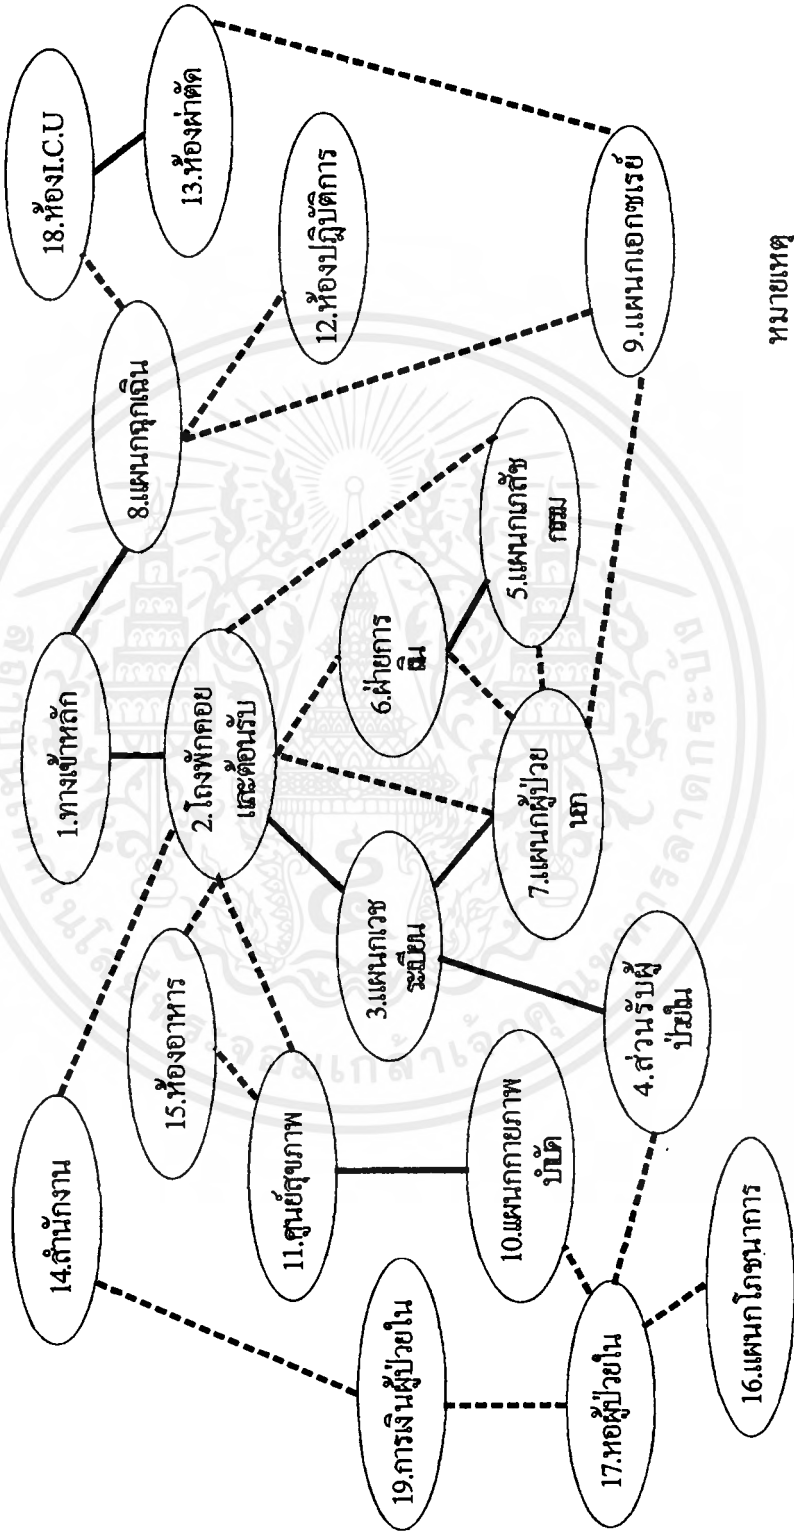 18.ห้องI.C.U
13.ห้องผ่าตัด
8.แผนกฉุกเฉิน
12.ห้องปฏิบัติการ
9.แผนกเอกซเรย์
1.ทางเข้าหลัก
2.โถงพักคอย
และต้อนรับ
6.ฝ่ายการ
เงิน
5.แผนกเภสัช
กรรม
3.แผนกเวช
ระเบียน
7.แผนกผู้ป่วย
นอก
4.ส่วนรับผู้
ป่วยใน
14.สำนักงาน
15.ห้องอาหาร
11.ศูนย์สุขภาพ
10.แผนกกายภาพ
บำบัด
19.การเงินผู้ป่วยใน
17.หอผู้ป่วยใน
16.แผนกโภชนาการ
หมายเหตุ